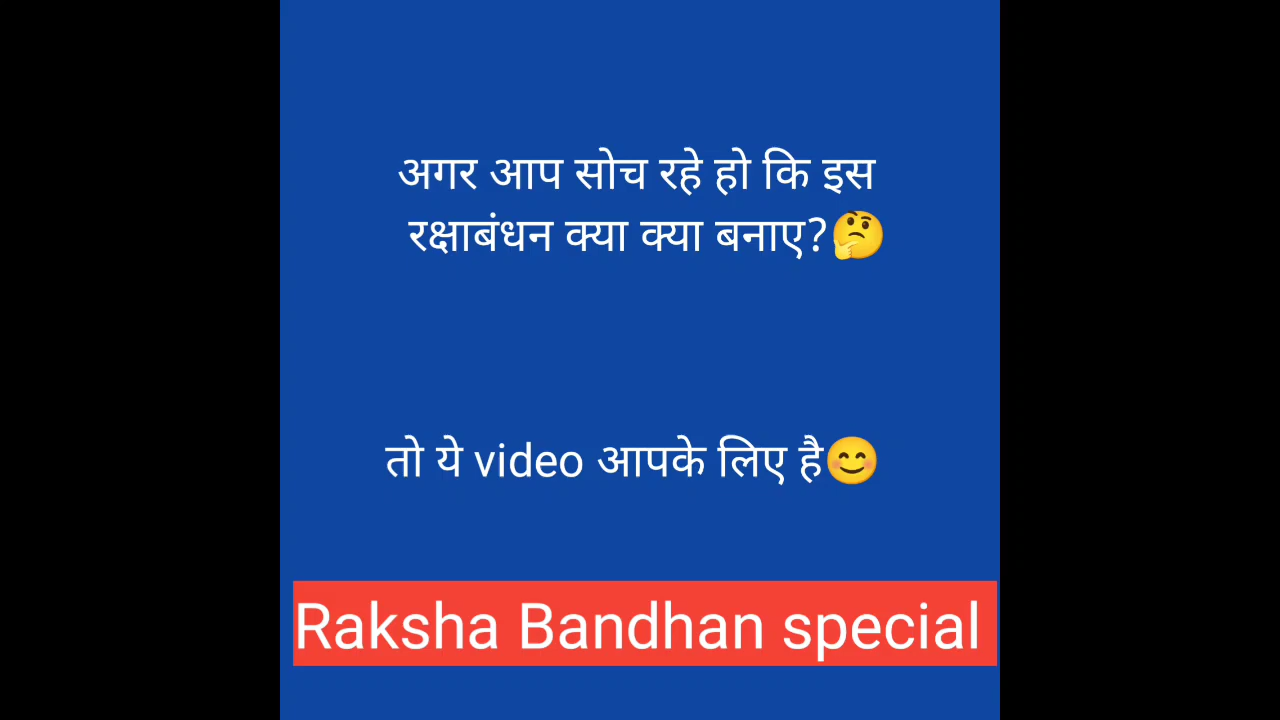 अगर आप सोच रहे हो कि इस
रक्षाबंधन क्या क्या बनाए?🤔
तो ये video आपके लिए है😊
Raksha Bandhan special